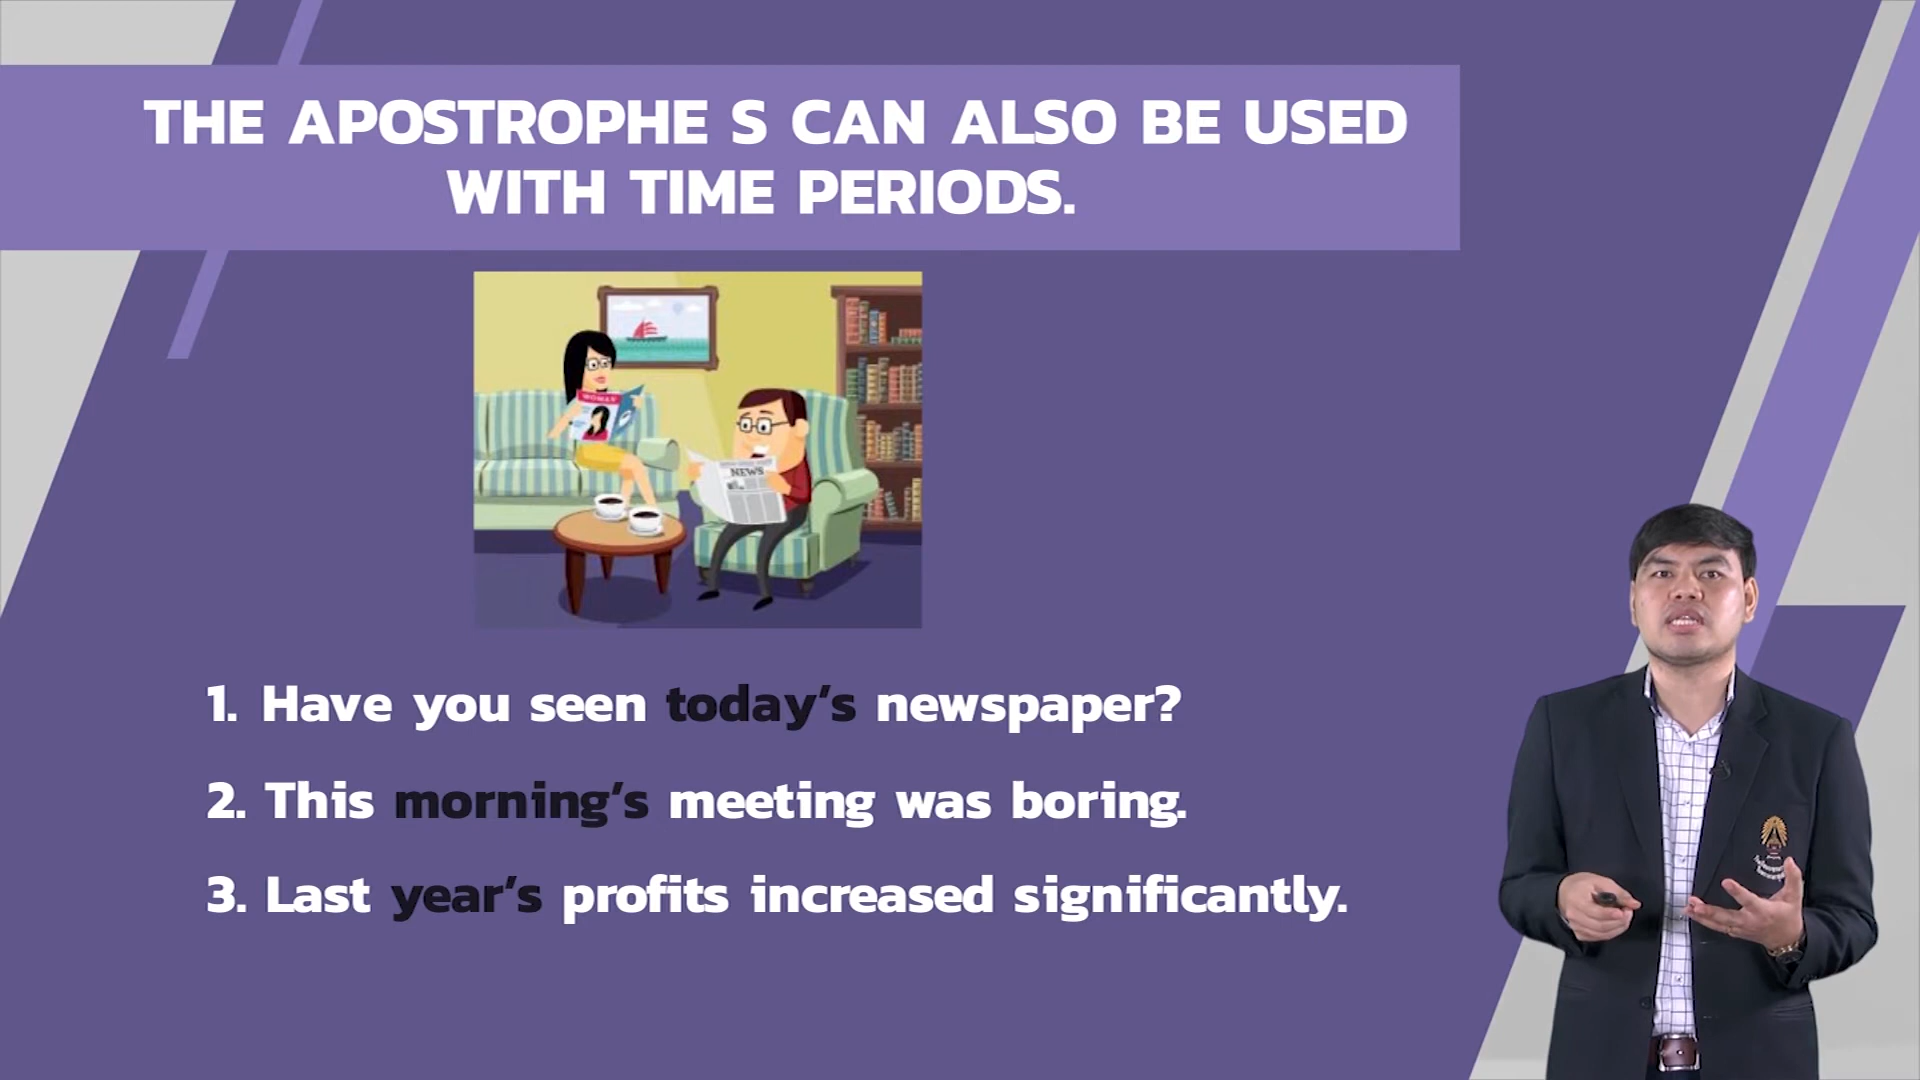 THE APOSTROPHE S CAN ALSO BE USED
WITH TIME PERIODS.
WOMAN
NEWS
1. Have you seen today’s newspaper?
2. This morning’s meeting was boring.
3. Last year’s profits increased significantly.